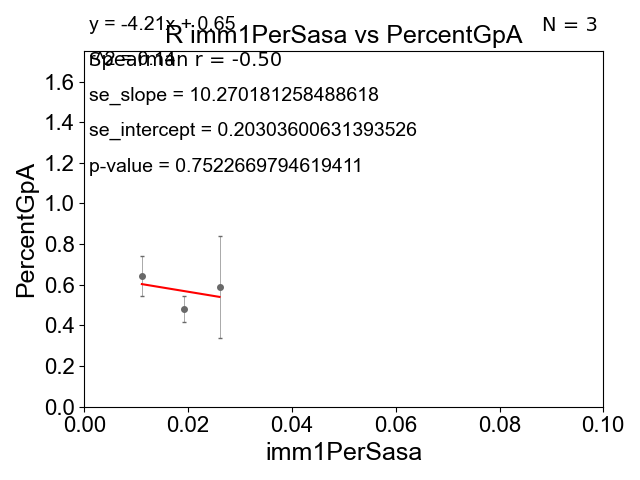 y = -4.21x + 0.65
N = 3
R imm1PerSasa vs PercentGpA
Spearman r = -0.50
se_slope = 10.270181258488618
se_intercept = 0.20303600631393526
p-value = 0.7522669794619411
PercentGpA
1.6
1.4
1.2
1.0
0.8
0.6
0.4
0.2
0.0
0.00 0.02 0.04 0.06 0.08 0.10
imm1PerSasa